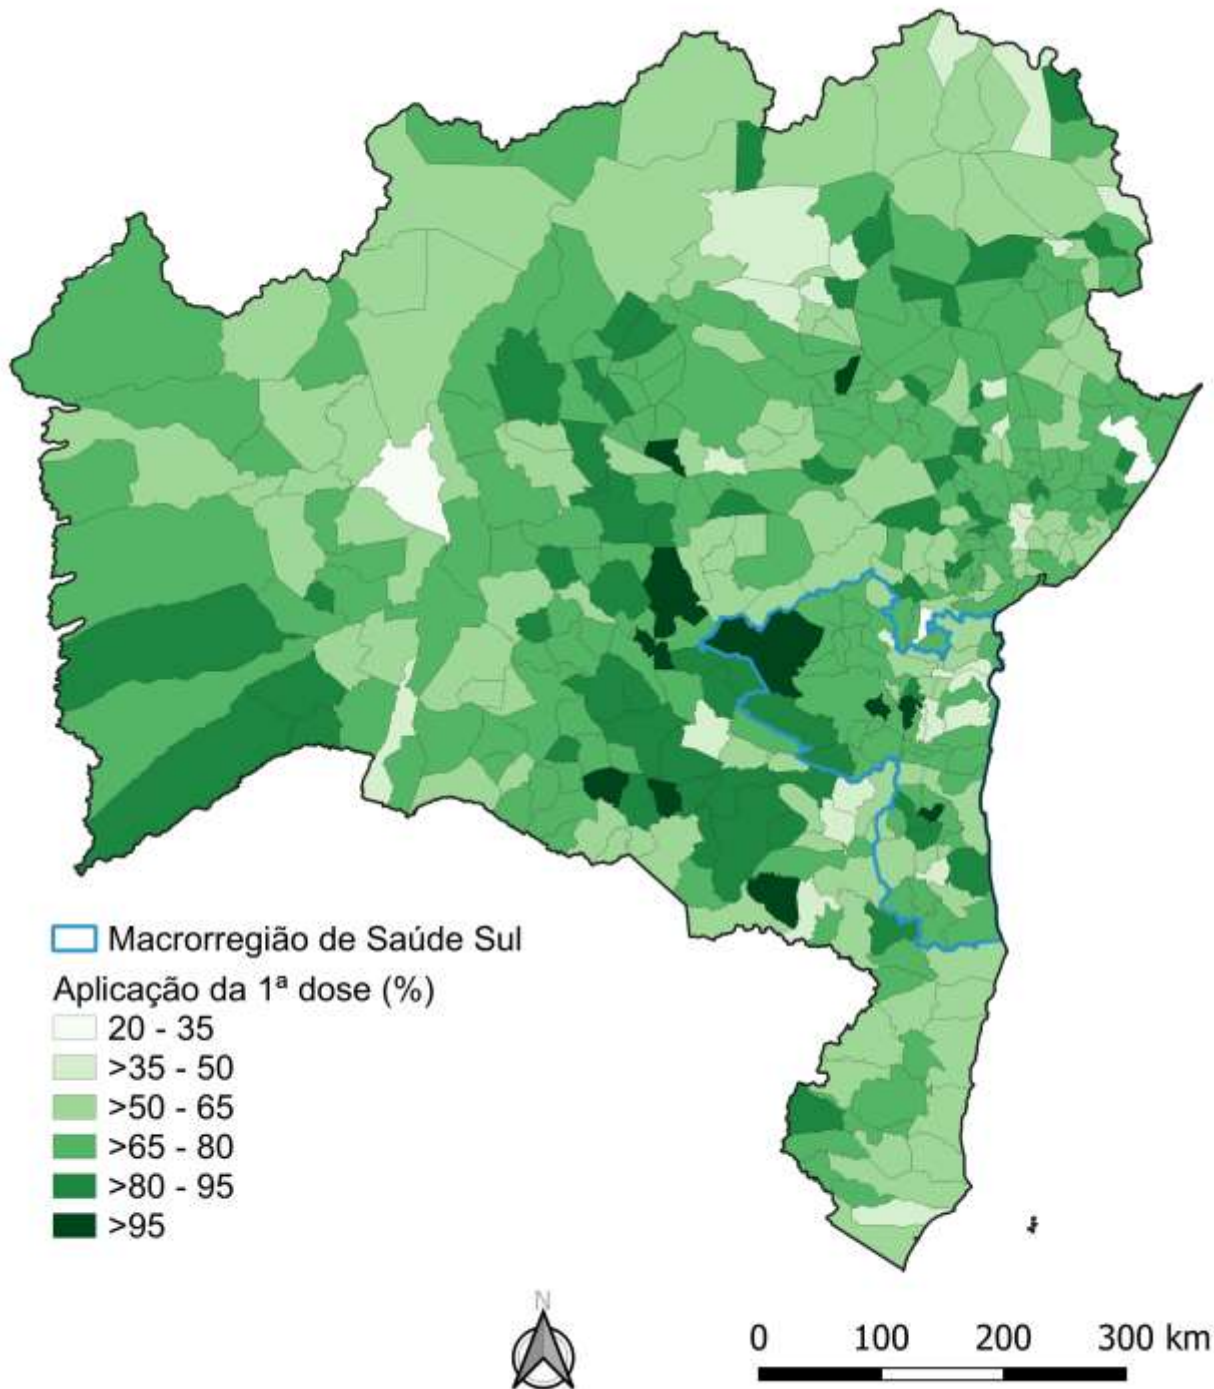 Macrorregião de Saúde Sul
Aplicação da 1ª dose (%)
20 - 35
>35 - 50
>50 - 65
>65 - 80
>80 - 95
>95
N
0 100 200 300 km